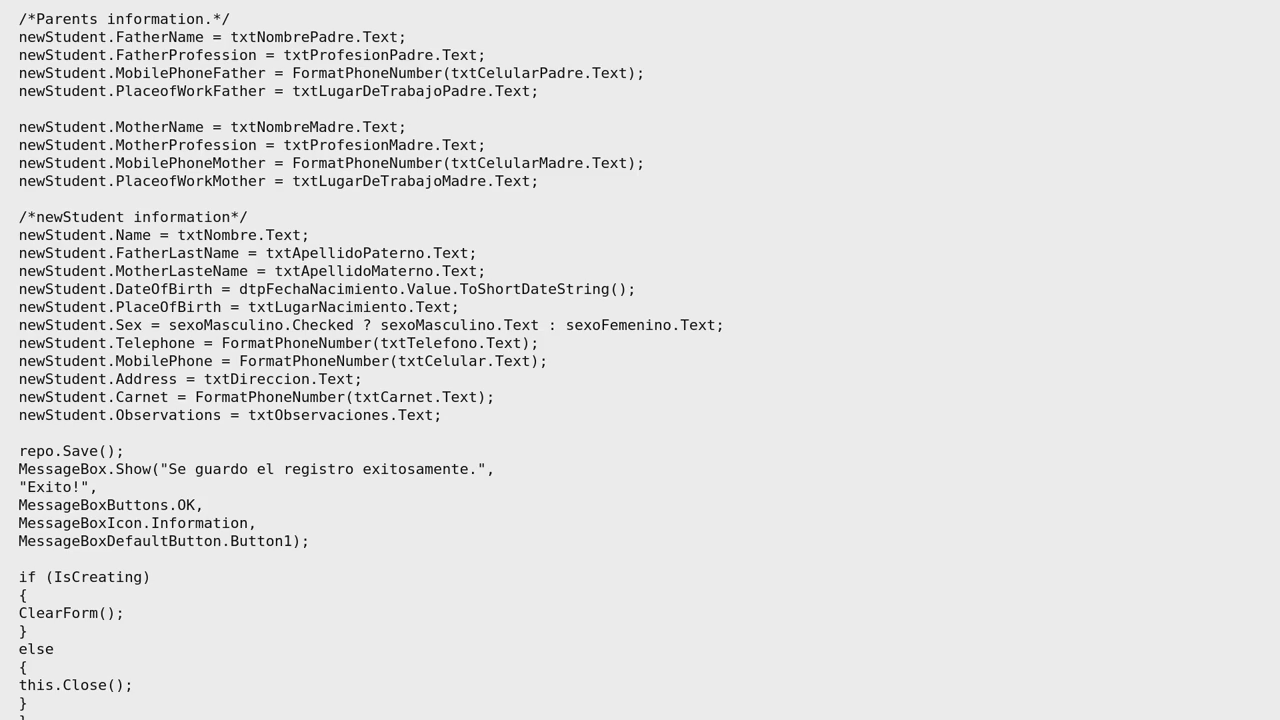 /*Parents information.*/
newStudent.FatherName = txtNombrePadre.Text;
newStudent.FatherProfession = txtProfesionPadre.Text;
newStudent.MobilePhoneFather = FormatPhoneNumber(txtCelularPadre.Text);
newStudent.PlaceofWorkFather = txtLugarDeTrabajoPadre.Text;

newStudent.MotherName = txtNombreMadre.Text;
newStudent.MotherProfession = txtProfesionMadre.Text;
newStudent.MobilePhoneMother = FormatPhoneNumber(txtCelularMadre.Text);
newStudent.PlaceofWorkMother = txtLugarDeTrabajoMadre.Text;

/*newStudent information*/
newStudent.Name = txtNombre.Text;
newStudent.FatherLastName = txtApellidoPaterno.Text;
newStudent.MotherLasteName = txtApellidoMaterno.Text;
newStudent.DateOfBirth = dtpFechaNacimiento.Value.ToShortDateString();
newStudent.PlaceOfBirth = txtLugarNacimiento.Text;
newStudent.Sex = sexoMasculino.Checked ? sexoMasculino.Text : sexoFemenino.Text;
newStudent.Telephone = FormatPhoneNumber(txtTelefono.Text);
newStudent.MobilePhone = FormatPhoneNumber(txtCelular.Text);
newStudent.Address = txtDireccion.Text;
newStudent.Carnet = FormatPhoneNumber(txtCarnet.Text);
newStudent.Observations = txtObservaciones.Text;

repo.Save();
MessageBox.Show("Se guardo el registro exitosamente.",
"Exito!",
MessageBoxButtons.OK,
MessageBoxIcon.Information,
MessageBoxDefaultButton.Button1);

if (IsCreating)
{
ClearForm();
}
else
{
this.Close();
}
}